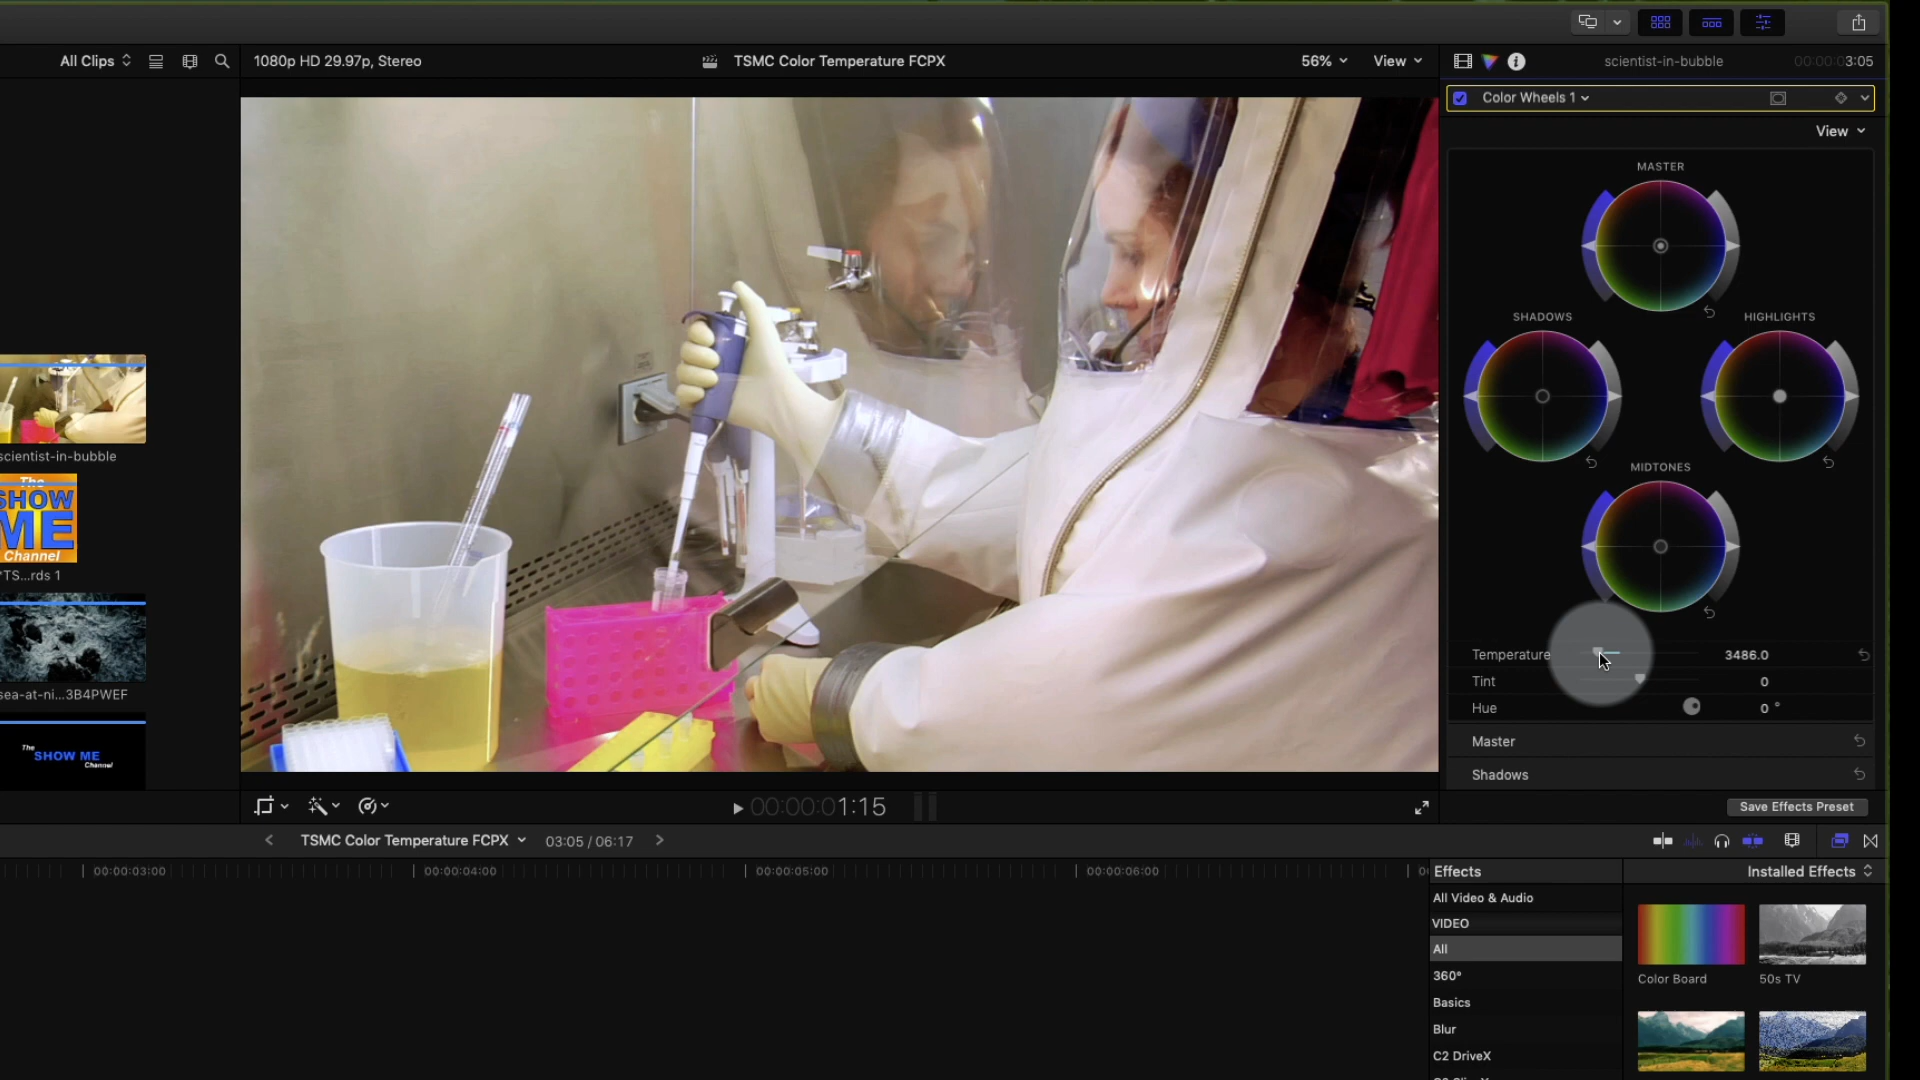 All Clips
1080p HD 29.97p, Stereo
TSMC Color Temperature FCPX
56%
View
scientist-in-bubble
00:00:03:05
Color Wheels 1
View
MASTER
SHADOWS
HIGHLIGHTS
MIDTONES
Temperature
3486.0
Tint
0
Hue
0 °
Master
Shadows
Save Effects Preset
scientist-in-bubble
The
SHOW
ME
Channel
*TS...rds 1
sea-at-ni...3B4PWEF
The
SHOW ME
Channel
00:00:01:15
TSMC Color Temperature FCPX
03:05 / 06:17
00:00:03:00
00:00:04:00
00:00:05:00
00:00:06:00
Effects
Installed Effects
All Video & Audio
VIDEO
All
360°
Basics
Blur
C2 DriveX
Color Board
50s TV